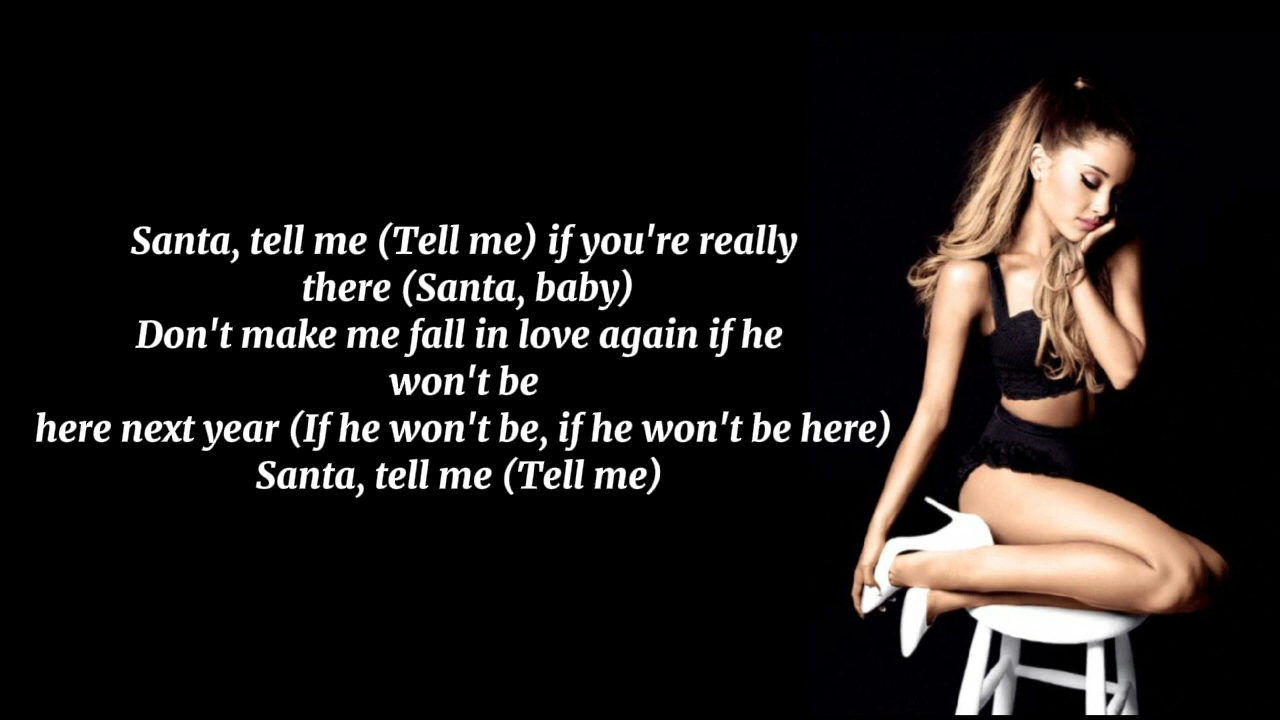 Santa, tell me (Tell me) if you're really
there (Santa, baby)
Don't make me fall in love again if he
won't be
here next year (If he won't be, if he won't be here)
Santa, tell me (Tell me)